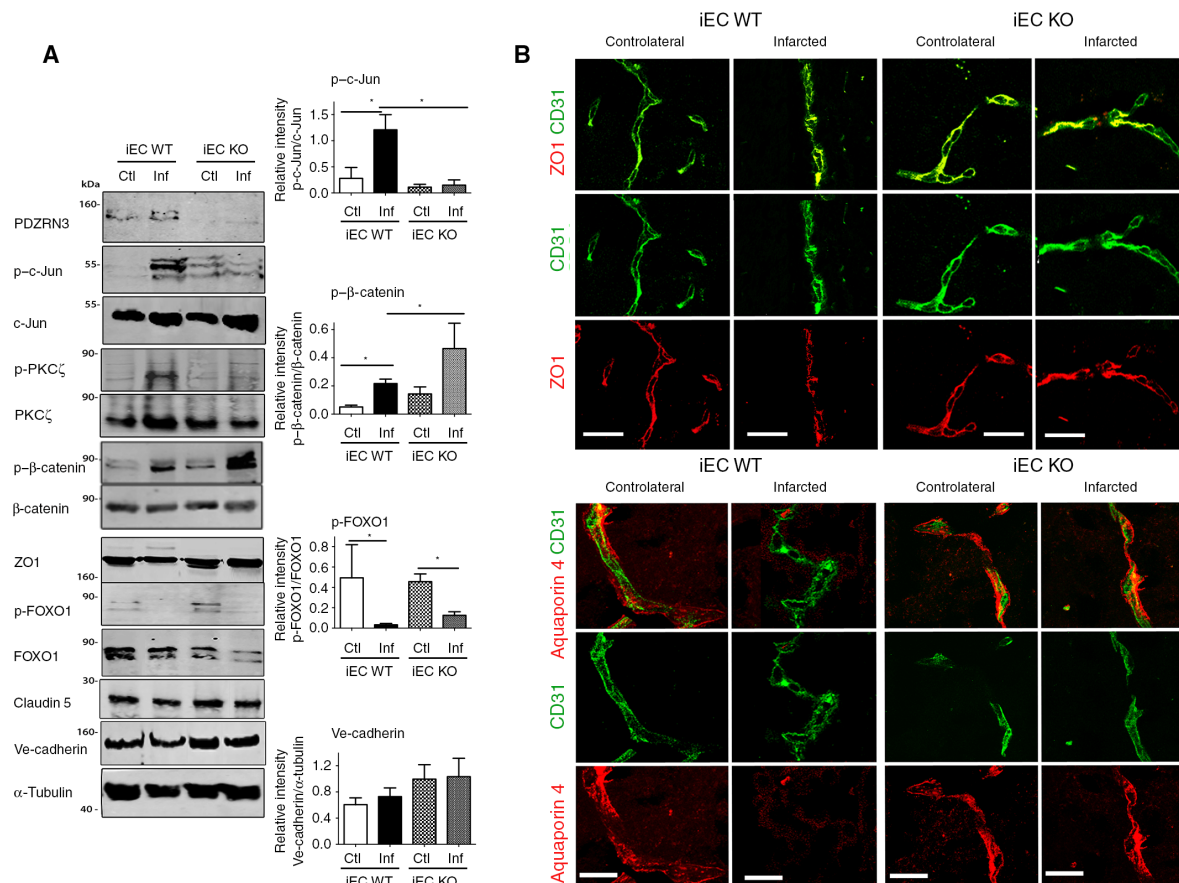 A
iEC WT iEC KO
Ctl Inf Ctl Inf
kDa
160-
PDZRN3
p–c-Jun
55-
c-Jun
55-
p-PKCζ
90-
PKCζ
90-
p–β-catenin
90-
β-catenin
90-
ZO1
160-
p-FOXO1
90-
FOXO1
90-
Claudin 5
30-
Ve-cadherin
160-
α-Tubulin
40 -
p–c-Jun
Relative intensity
p-c-Jun/c-Jun
1.5
1.0
0.5
0.0
* *
Ctl Inf Ctl Inf
iEC WT iEC KO
p–β-catenin
Relative intensity
p–β-catenin/β-catenin
0.6
0.4
0.2
0.0
* *
Ctl Inf Ctl Inf
iEC WT iEC KO
p-FOXO1
Relative intensity
p-FOXO1/FOXO1
0.8
0.6
0.4
0.2
0.0
* *
Ctl Inf Ctl Inf
iEC WT iEC KO
Ve-cadherin
Relative intensity
Ve-cadherin/α-tubulin
1.2
0.8
0.4
0.0
Ctl Inf Ctl Inf
iEC WT iEC KO
B
iEC WT iEC KO
Controlateral Infarcted Controlateral Infarcted
ZO1 CD31
CD31
ZO1
iEC WT iEC KO
Controlateral Infarcted Controlateral Infarcted
Aquaporin 4 CD31
CD31
Aquaporin 4